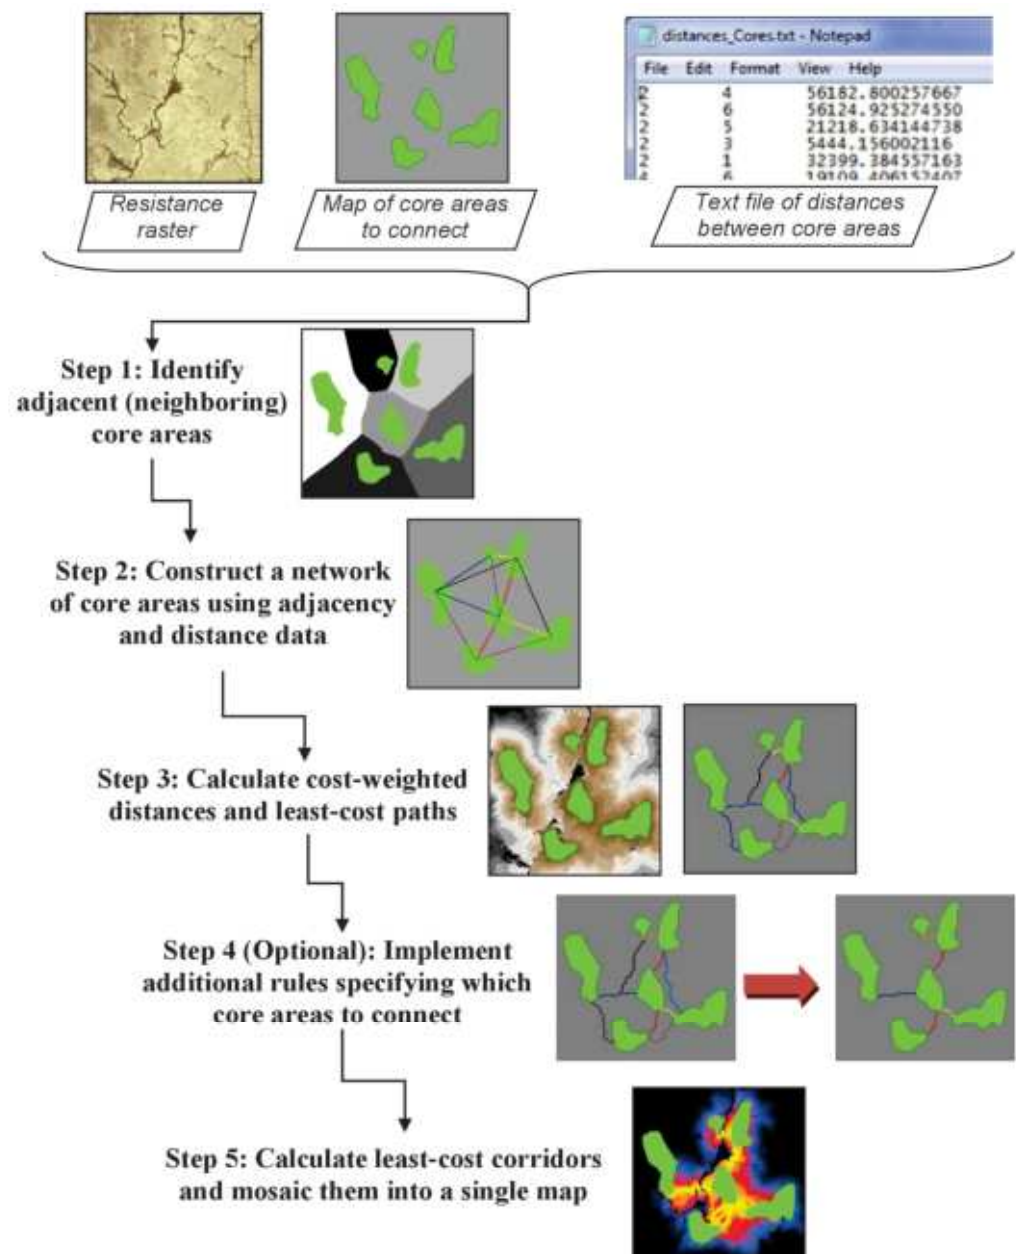 distances_Cores.txt - Notepad
File Edit Format View Help
2 4 56182.800257667
2 6 56124.925274550
2 5 21218.634144738
2 3 5444.156002116
2 1 32399.384557163
4 6 19109.406152407
Resistance
raster
Map of core areas
to connect
Text file of distances
between core areas
Step 1: Identify
adjacent (neighboring)
core areas
Step 2: Construct a network
of core areas using adjacency
and distance data
Step 3: Calculate cost-weighted
distances and least-cost paths
Step 4 (Optional): Implement
additional rules specifying which
core areas to connect
Step 5: Calculate least-cost corridors
and mosaic them into a single map